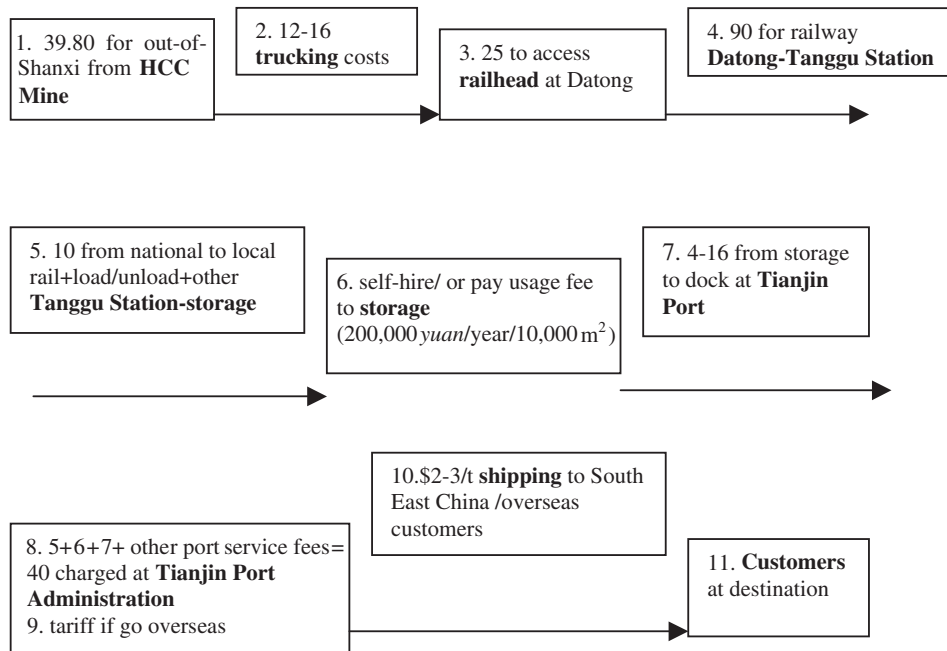 1. 39.80 for out-of-
Shanxi from HCC
Mine
2. 12-16
trucking costs
3. 25 to access
railhead at Datong
4. 90 for railway
Datong-Tanggu Station
5. 10 from national to local
rail+load/unload+other
Tanggu Station-storage
6. self-hire/ or pay usage fee
to storage
(200,000 yuan/year/10,000 m²)
7. 4-16 from storage
to dock at Tianjin
Port
8. 5+6+7+ other port service fees=
40 charged at Tianjin Port
Administration
9. tariff if go overseas
10.$2-3/t shipping to South
East China /overseas
customers
11. Customers
at destination